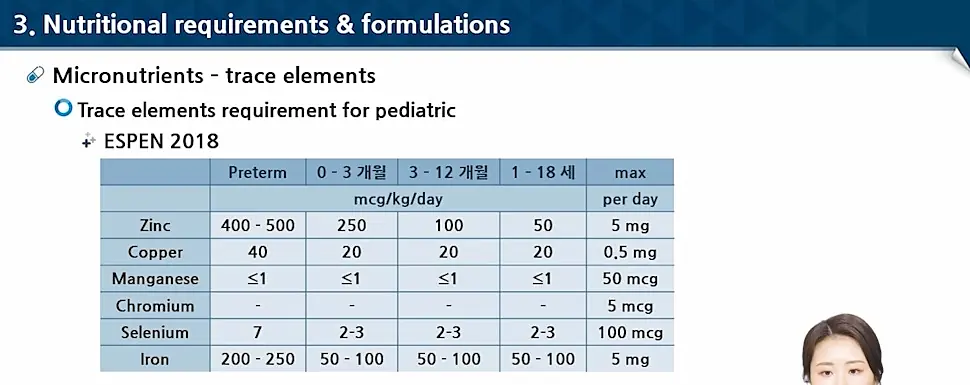 3. Nutritional requirements & formulations
Micronutrients - trace elements
Trace elements requirement for pediatric
ESPEN 2018
Preterm 0 - 3 개월 3 - 12 개월 1 - 18 세 max
mcg/kg/day per day
Zinc 400 - 500 250 100 50 5 mg
Copper 40 20 20 20 0.5 mg
Manganese ≤1 ≤1 ≤1 ≤1 50 mcg
Chromium - - - - 5 mcg
Selenium 7 2-3 2-3 2-3 100 mcg
Iron 200 - 250 50 - 100 50 - 100 50 - 100 5 mg